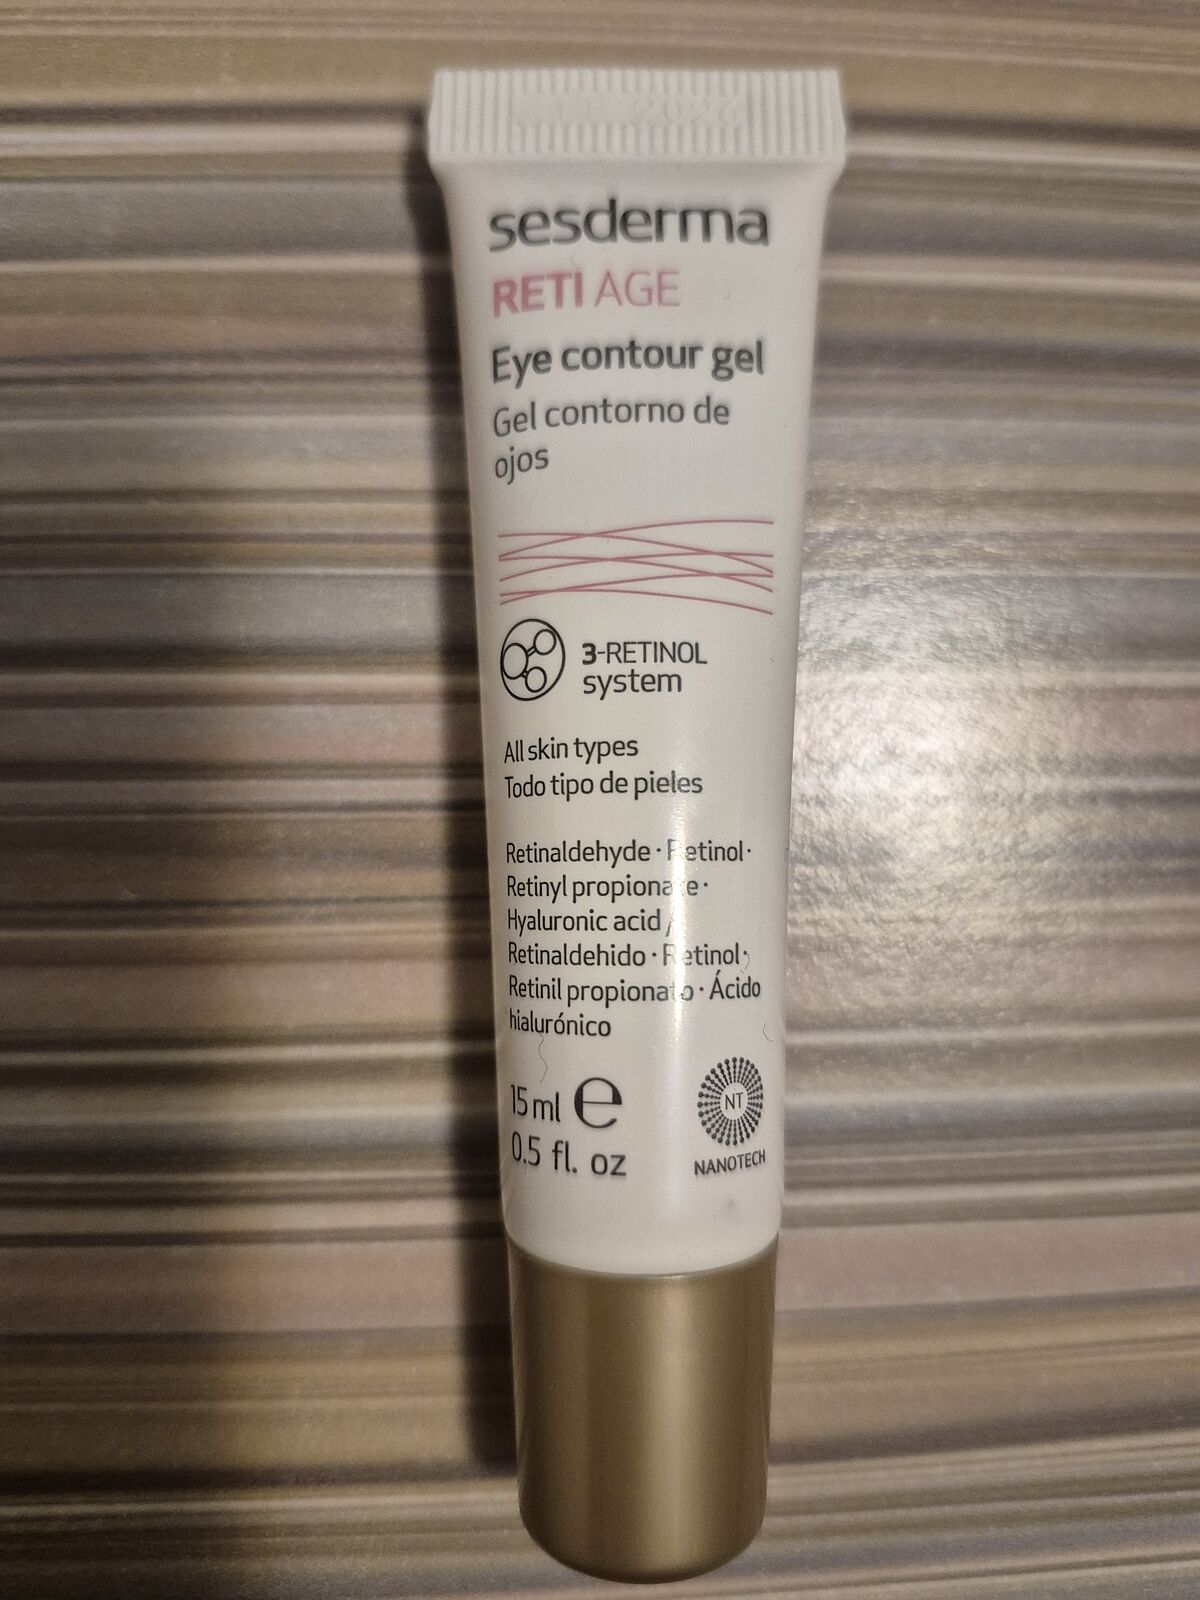 sesderma
RETI AGE
Eye contour gel
Gel contorno de
ojos
3-RETINOL
system
All skin types
Todo tipo de pieles
Retinaldehyde · Retinol ·
Retinyl propionate ·
Hyaluronic acid /
Retinaldehido · Retinol ·
Retinil propionato · Ácido
hialurónico
15 ml e
0.5 fl. oz
NT
NANOTECH